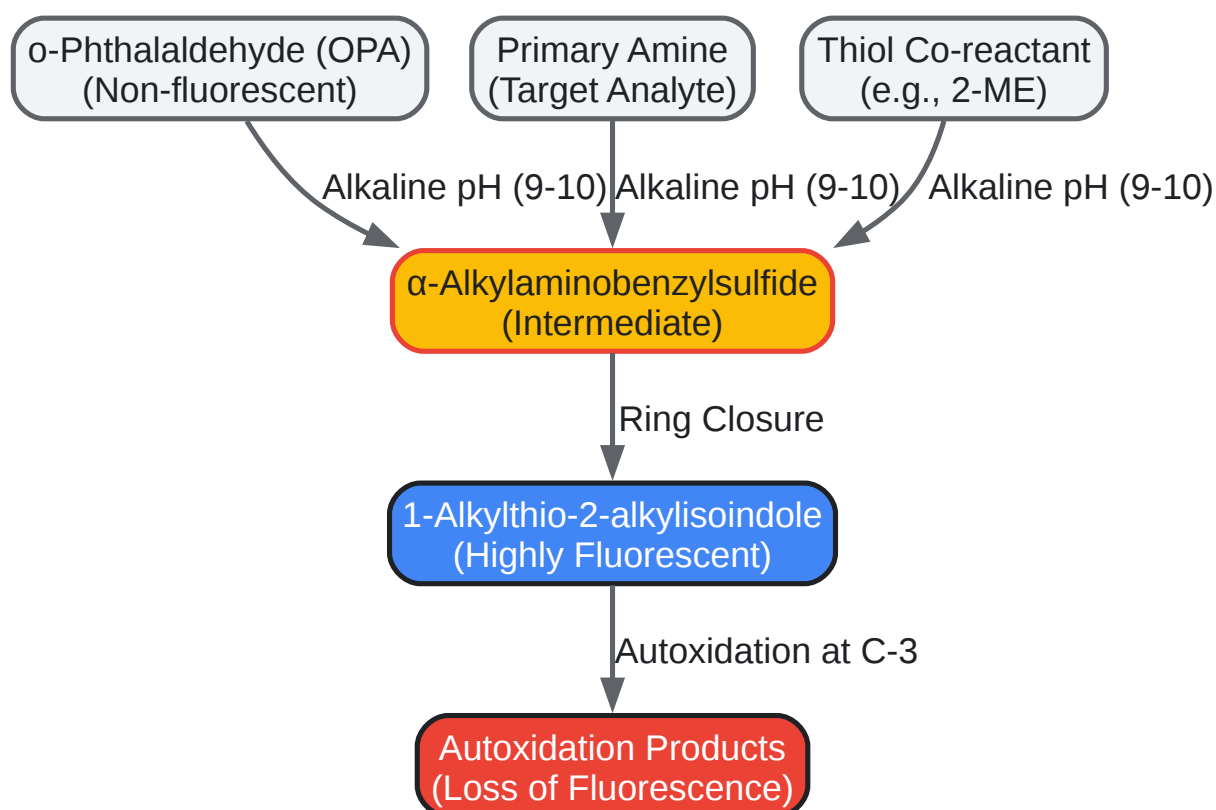 o-Phthalaldehyde (OPA)
(Non-fluorescent)
Primary Amine
(Target Analyte)
Thiol Co-reactant
(e.g., 2-ME)
Alkaline pH (9-10)
Alkaline pH (9-10)
Alkaline pH (9-10)
α-Alkylaminobenzylsulfide
(Intermediate)
Ring Closure
1-Alkylthio-2-alkylisoindole
(Highly Fluorescent)
Autoxidation at C-3
Autoxidation Products
(Loss of Fluorescence)